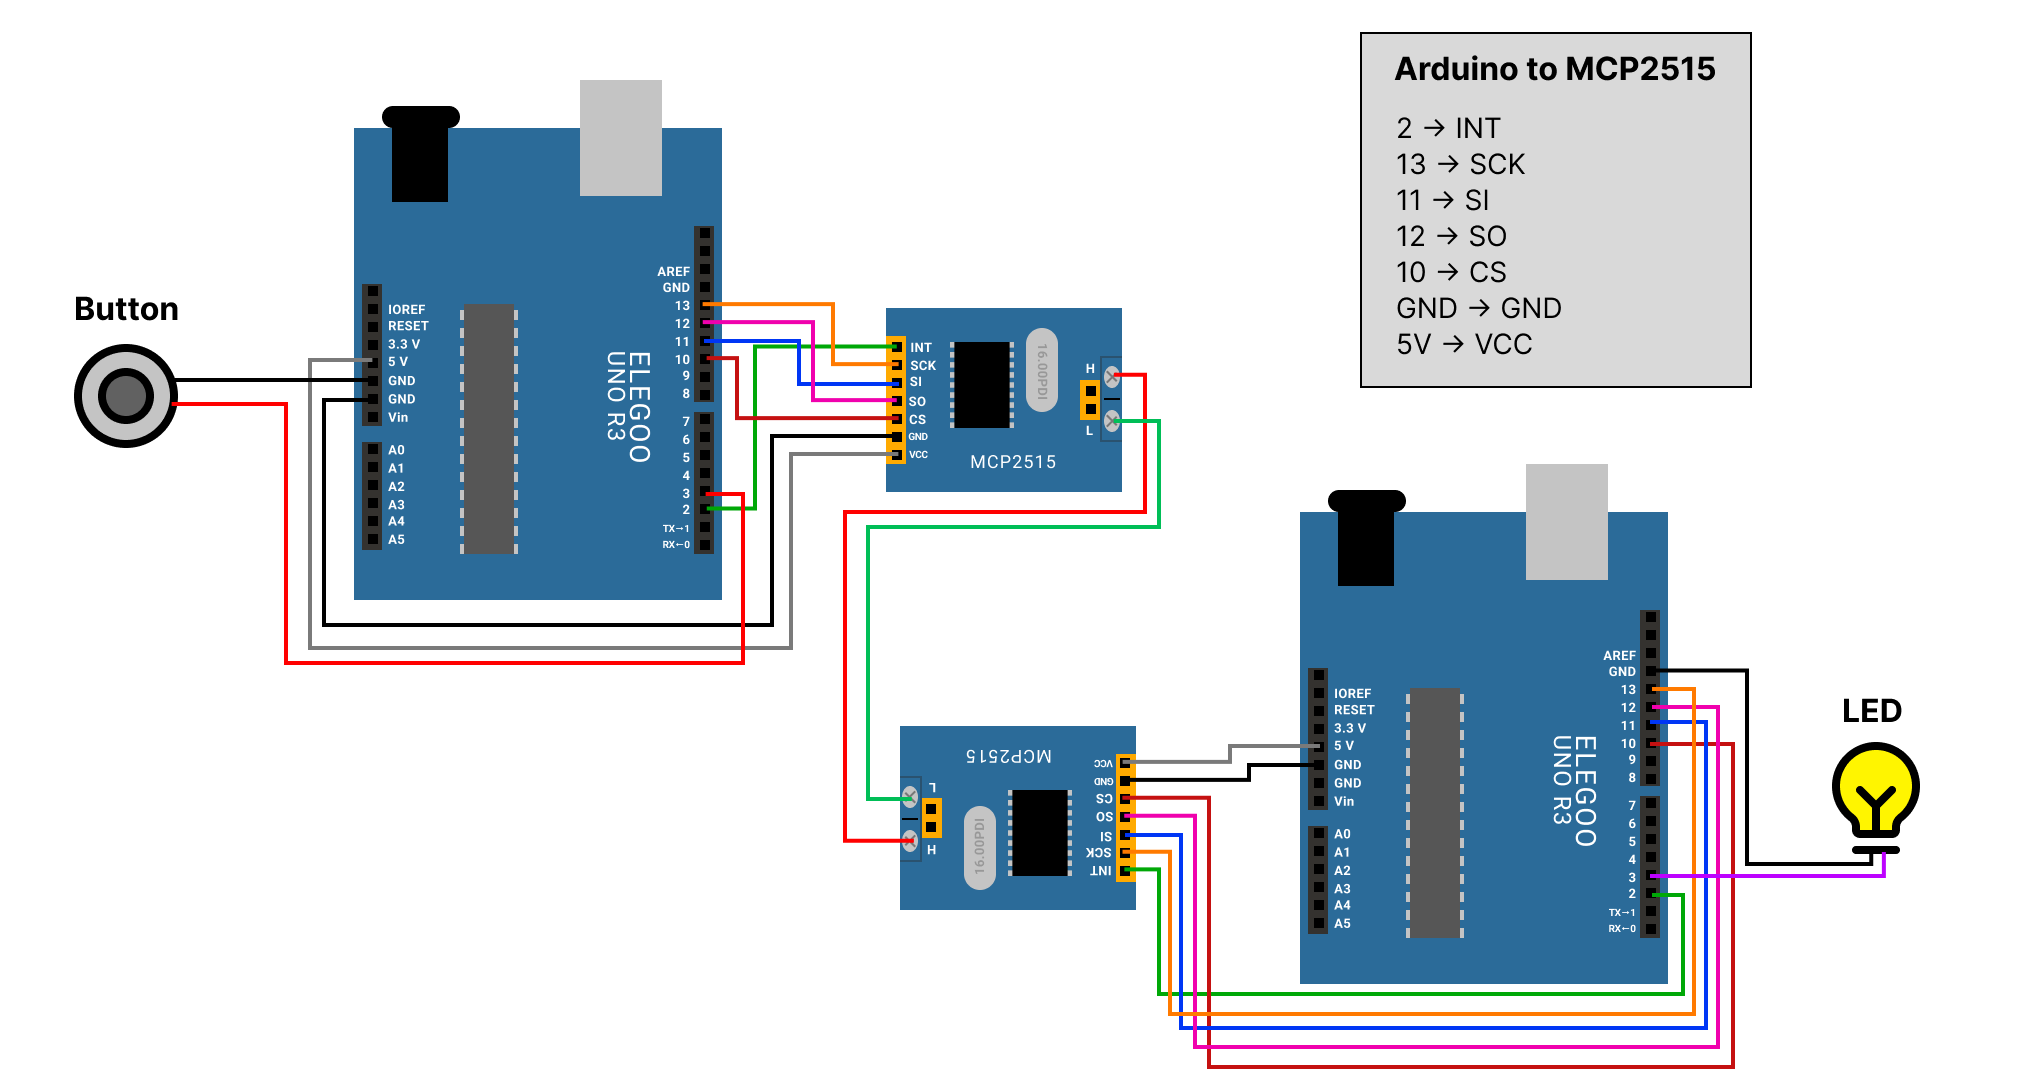 Arduino to MCP2515
2 → INT
13 → SCK
11 → SI
12 → SO
10 → CS
GND → GND
5V → VCC
Button
IOREF
RESET
3.3 V
5 V
GND
GND
Vin
A0
A1
A2
A3
A4
A5
ELEGOO
UNO R3
AREF
GND
13
12
11
10
9
8
7
6
5
4
3
2
TX→1
RX←0
INT
SCK
SI
SO
CS
GND
VCC
16.00PDI
H
L
MCP2515
MCP2515
L
H
16.00PDI
VCC
GND
CS
SO
SI
SCK
INT
IOREF
RESET
3.3 V
5 V
GND
GND
Vin
A0
A1
A2
A3
A4
A5
ELEGOO
UNO R3
AREF
GND
13
12
11
10
9
8
7
6
5
4
3
2
TX→1
RX←0
LED